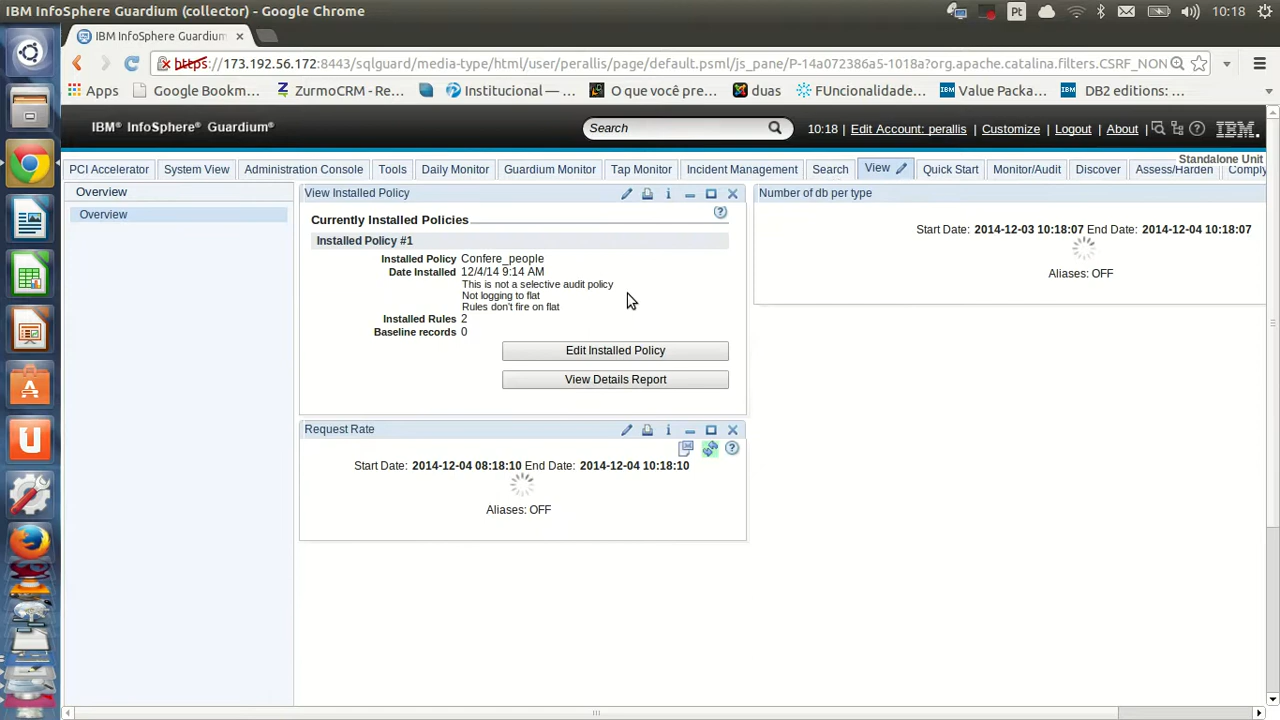 IBM InfoSphere Guardium (collector) - Google Chrome
Pt
10:18
IBM InfoSphere Guardium
https://173.192.56.172:8443/sqlguard/media-type/html/user/perallis/page/default.psml/js_pane/P-14a072386a5-1018a?org.apache.catalina.filters.CSRF_NON
Apps
Google Bookm...
ZurmoCRM - Re...
Institucional —...
O que você pre...
duas
FUncionalidade...
IBM
Value Packa...
IBM
DB2 editions: ...
IBM® InfoSphere® Guardium®
Search
10:18
Edit Account: perallis
Customize
Logout
About
IBM.
Standalone Unit
PCI Accelerator
System View
Administration Console
Tools
Daily Monitor
Guardium Monitor
Tap Monitor
Incident Management
Search
View
Quick Start
Monitor/Audit
Discover
Assess/Harden
Comply
Overview
Overview
View Installed Policy
Currently Installed Policies
Installed Policy #1
Installed Policy Confere_people
Date Installed 12/4/14 9:14 AM
This is not a selective audit policy
Not logging to flat
Rules don't fire on flat
Installed Rules 2
Baseline records 0
Edit Installed Policy
View Details Report
Request Rate
Start Date: 2014-12-04 08:18:10 End Date: 2014-12-04 10:18:10
Aliases: OFF
Number of db per type
Start Date: 2014-12-03 10:18:07 End Date: 2014-12-04 10:18:07
Aliases: OFF